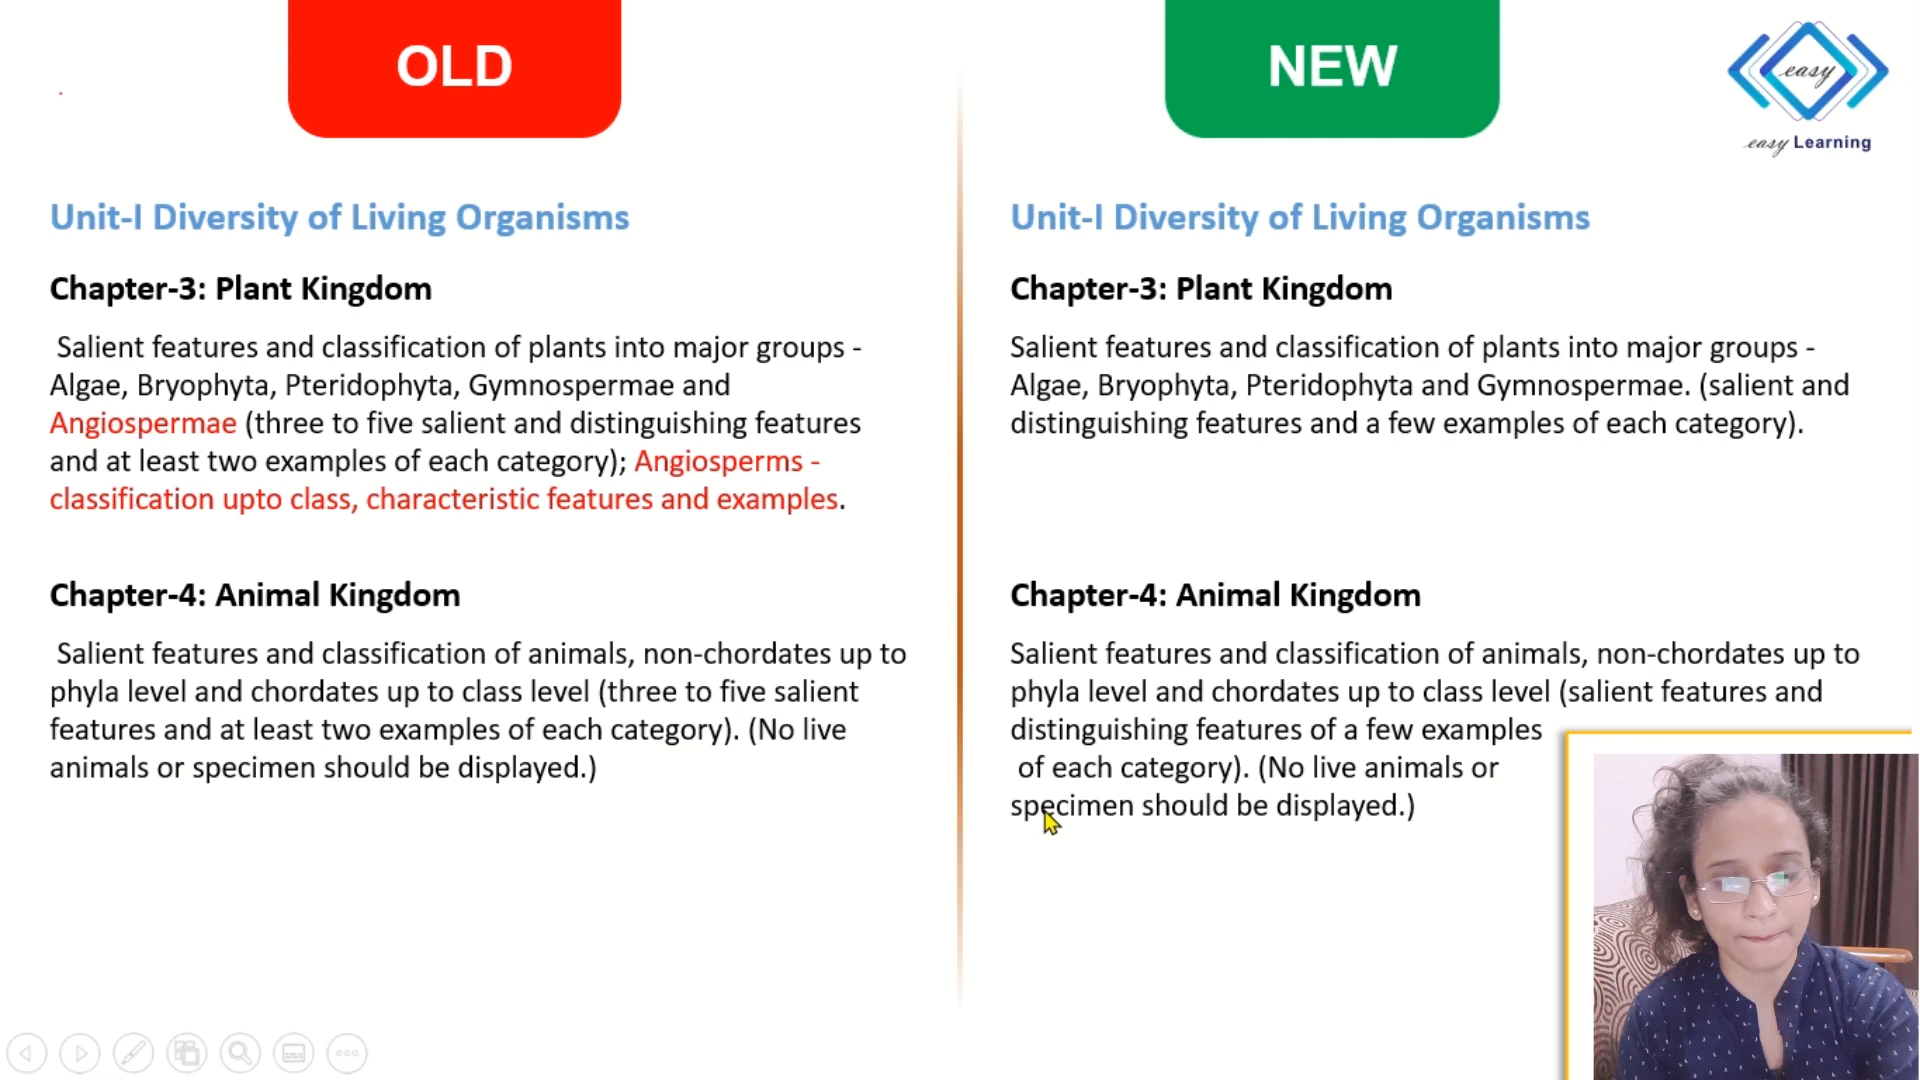 OLD
Unit-I Diversity of Living Organisms
Chapter-3: Plant Kingdom
Salient features and classification of plants into major groups -
Algae, Bryophyta, Pteridophyta, Gymnospermae and
Angiospermae (three to five salient and distinguishing features
and at least two examples of each category); Angiosperms -
classification upto class, characteristic features and examples.
Chapter-4: Animal Kingdom
Salient features and classification of animals, non-chordates up to
phyla level and chordates up to class level (three to five salient
features and at least two examples of each category). (No live
animals or specimen should be displayed.)
NEW
easy
easy Learning
Unit-I Diversity of Living Organisms
Chapter-3: Plant Kingdom
Salient features and classification of plants into major groups -
Algae, Bryophyta, Pteridophyta and Gymnospermae. (salient and
distinguishing features and a few examples of each category).
Chapter-4: Animal Kingdom
Salient features and classification of animals, non-chordates up to
phyla level and chordates up to class level (salient features and
distinguishing features of a few examples
of each category). (No live animals or
specimen should be displayed.)